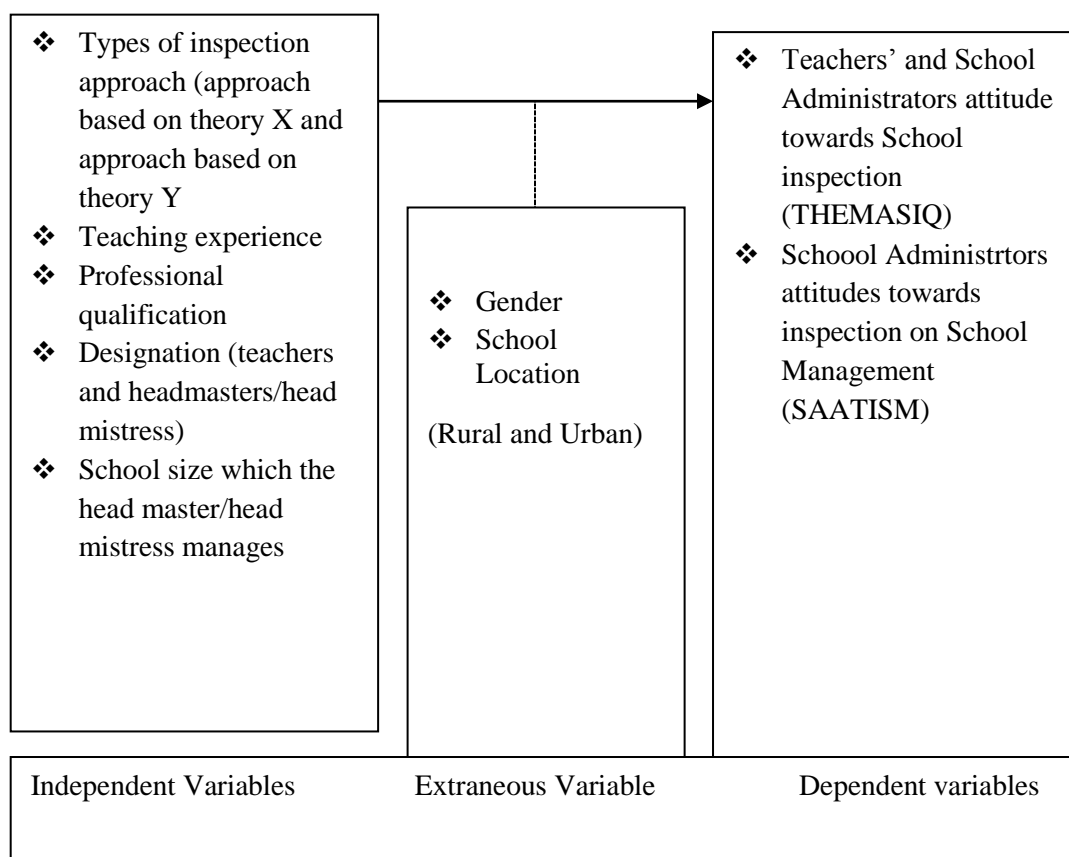 ❖ Types of inspection
approach (approach
based on theory X and
approach based on
theory Y
❖ Teaching experience
❖ Professional
qualification
❖ Designation (teachers
and headmasters/head
mistress)
❖ School size which the
head master/head
mistress manages
❖ Gender
❖ School
Location
(Rural and Urban)
❖ Teachers’ and School
Administrators attitude
towards School
inspection
(THEMASIQ)
❖ Schoool Administrtors
attitudes towards
inspection on School
Management
(SAATISM)
Independent Variables
Extraneous Variable
Dependent variables